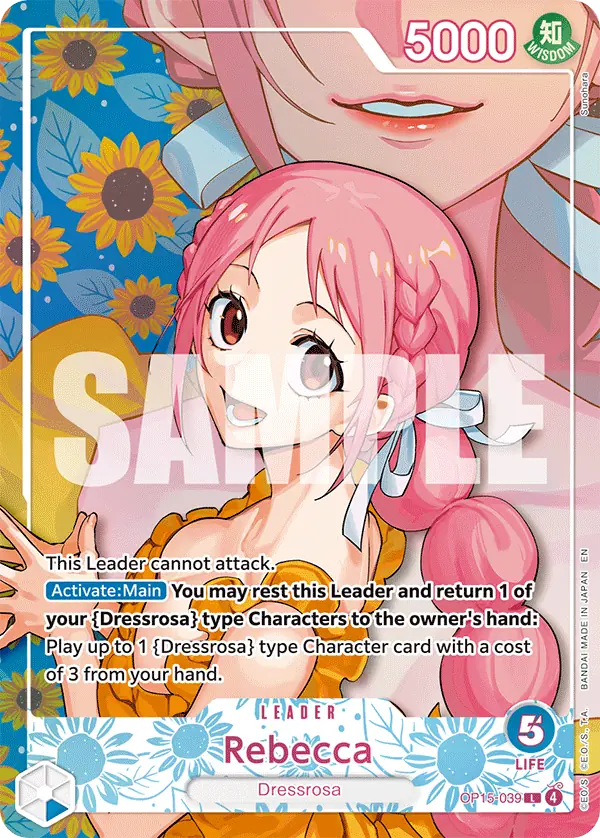 5000
知
WISDOM
Sunohara
SAMPLE
This Leader cannot attack.
Activate:Main You may rest this Leader and return 1 of
your {Dressrosa} type Characters to the owner's hand:
Play up to 1 {Dressrosa} type Character card with a cost
of 3 from your hand.
BANDAI MADE IN JAPAN EN
©E.O./S. ©E.O./S., T.A.
LEADER
Rebecca
5
LIFE
Dressrosa
OP15-039 L 4